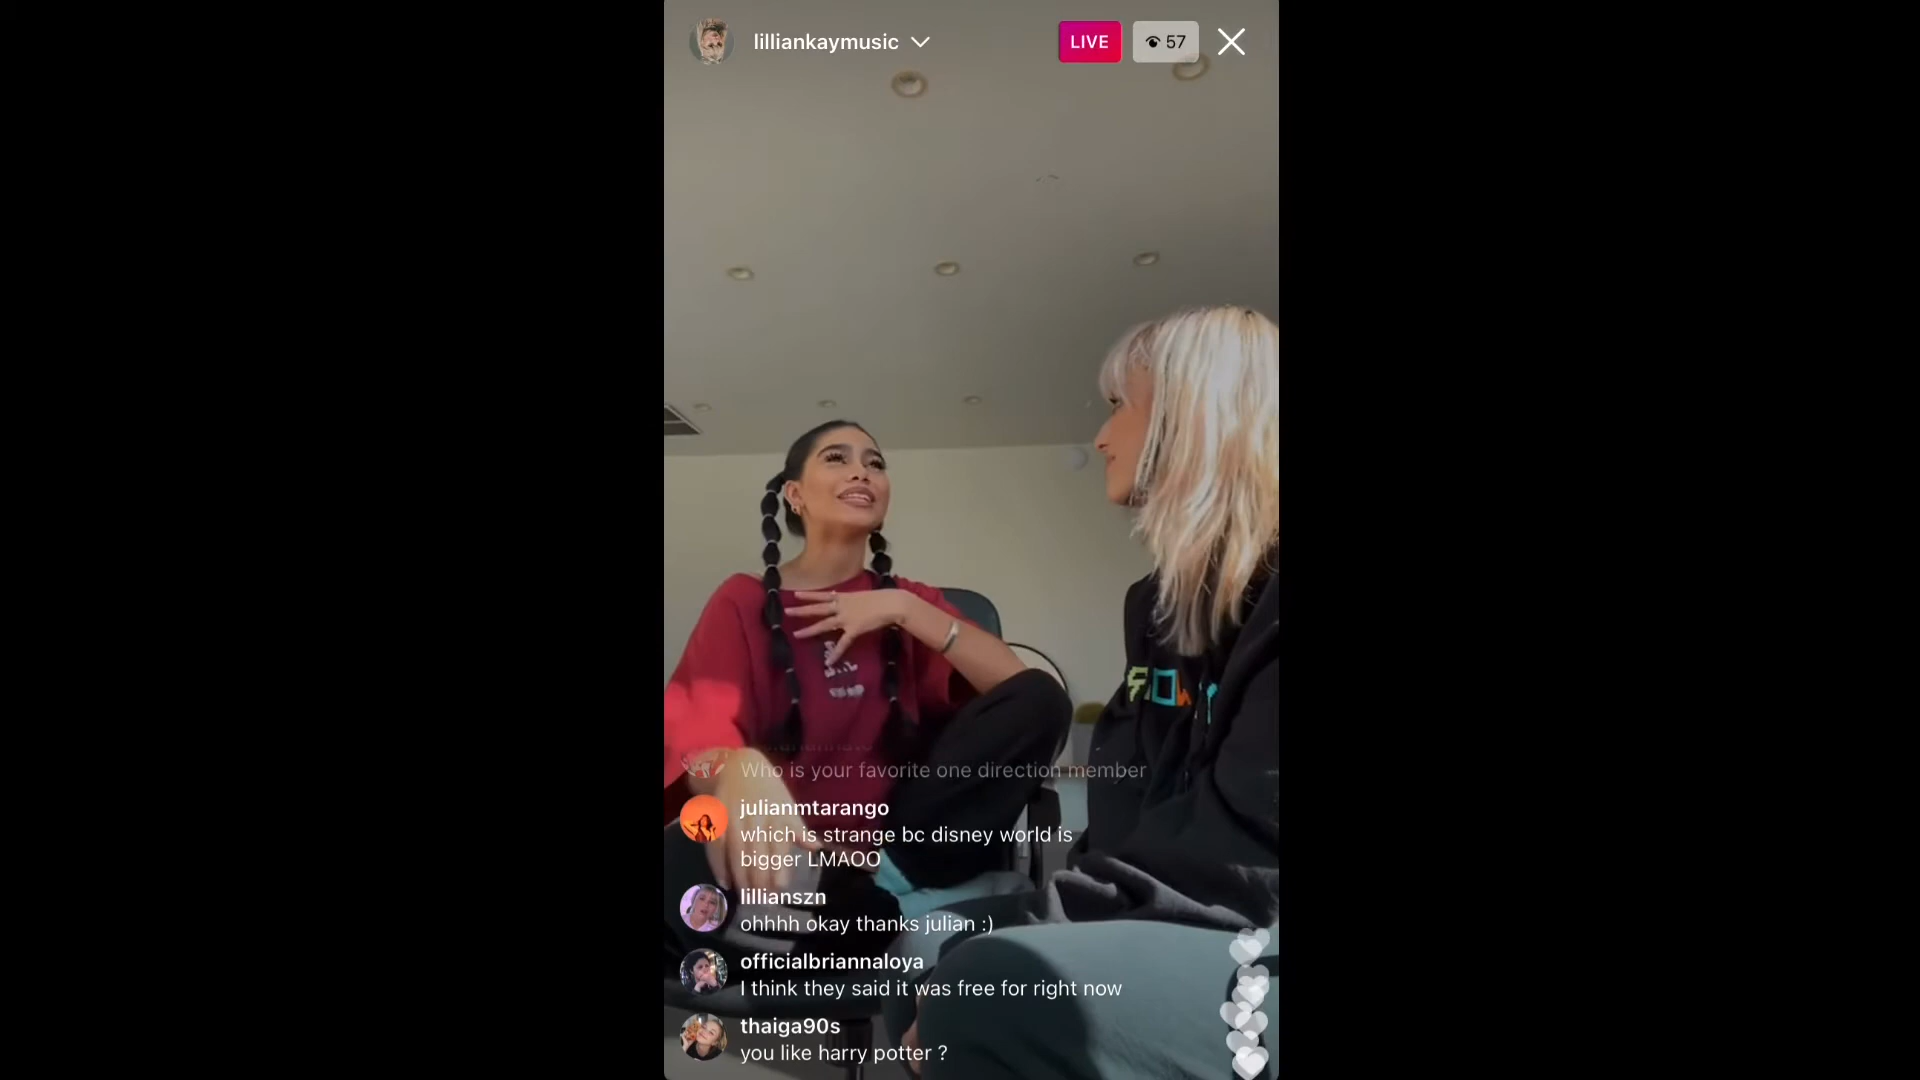 lilliankaymusic
LIVE
57
Who is your favorite one direction member
julianmtarango
which is strange bc disney world is
bigger LMAOO
lillianszn
ohhhh okay thanks julian :)
officialbriannaloya
I think they said it was free for right now
thaiga90s
you like harry potter ?